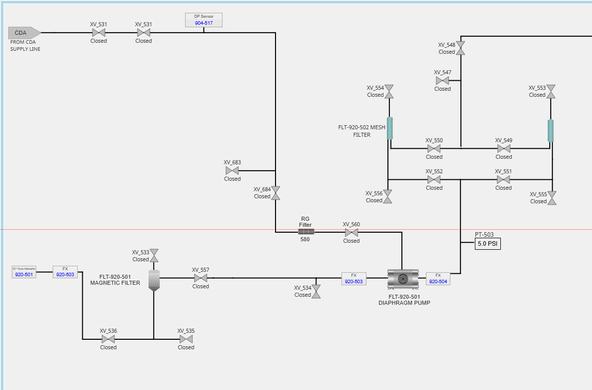 CDA
FROM CDA
SUPPLY LINE
XV_531
Closed
XV_531
Closed
DP Sensor
904-517
XV_548
Closed
XV_547
Closed
XV_554
Closed
XV_553
Closed
FLT-920-502 MESH
FILTER
XV_550
Closed
XV_549
Closed
XV_552
Closed
XV_551
Closed
XV_556
Closed
XV_555
Closed
XV_683
Closed
XV_684
Closed
RG
Filter
580
XV_560
Closed
PT-503
5.0 PSI
XV_533
Closed
920-501
FX
920-503
FLT-920-501
MAGNETIC FILTER
XV_557
Closed
XV_534
Closed
FX
920-503
FX
920-504
FLT-920-501
DIAPHRAGM PUMP
XV_536
Closed
XV_535
Closed